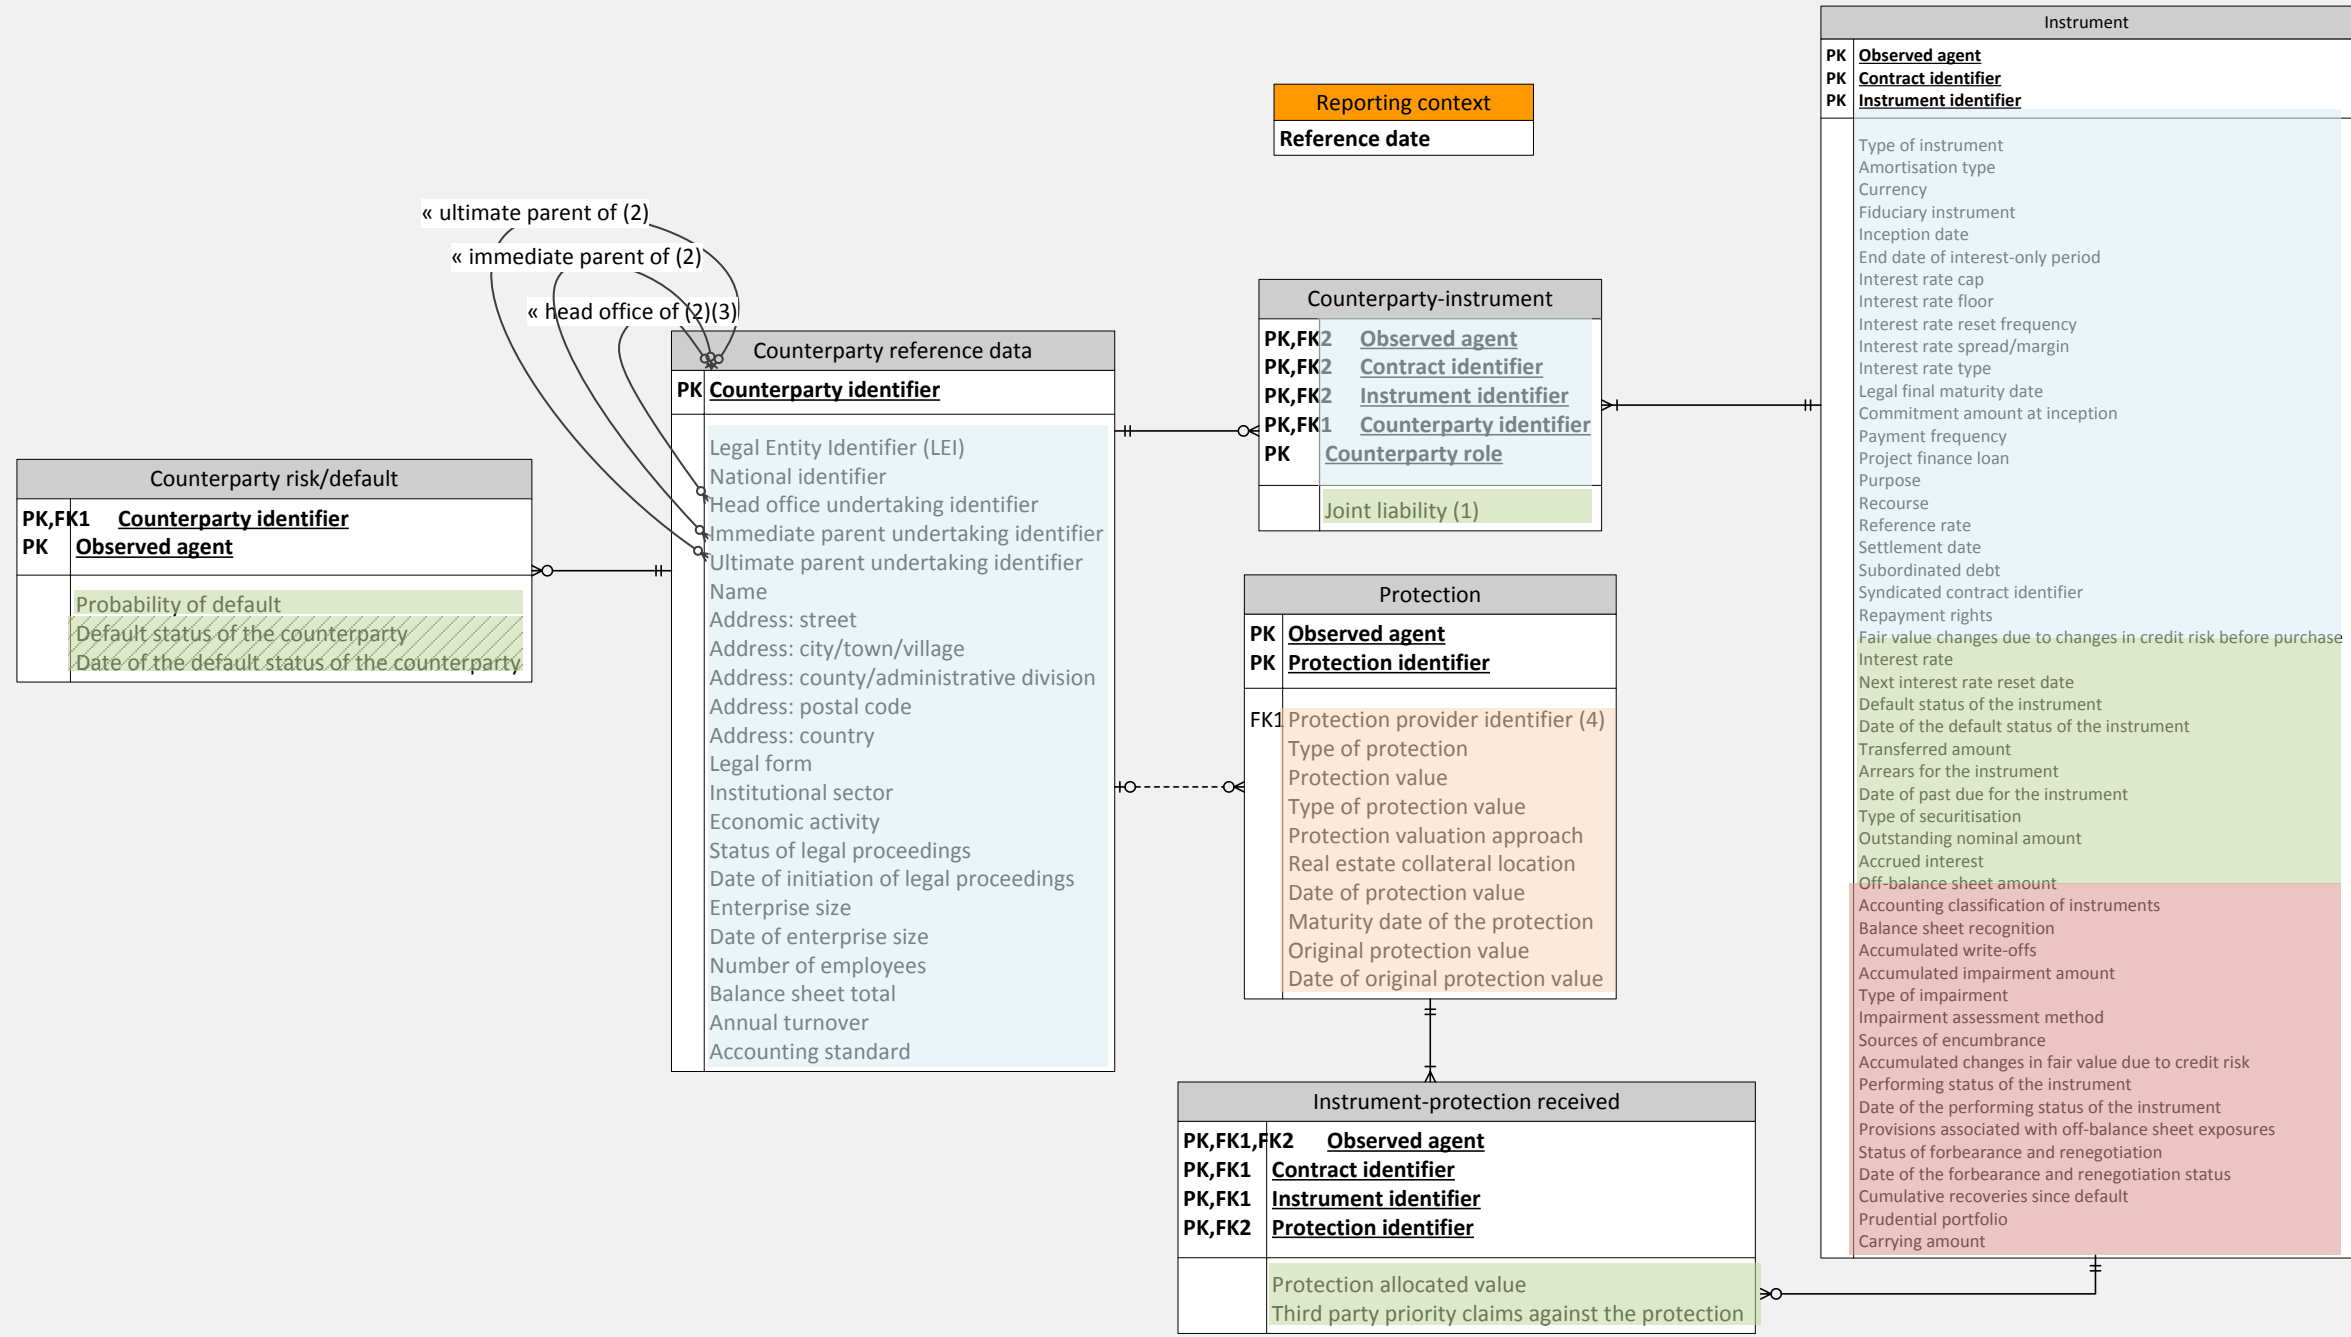 Reporting context
Reference date
« ultimate parent of (2)
« immediate parent of (2)
« head office of (2)(3)
Counterparty risk/default
PK,FK1 Counterparty identifier
PK Observed agent
Probability of default
Default status of the counterparty
Date of the default status of the counterparty
Counterparty reference data
PK Counterparty identifier
Legal Entity Identifier (LEI)
National identifier
Head office undertaking identifier
Immediate parent undertaking identifier
Ultimate parent undertaking identifier
Name
Address: street
Address: city/town/village
Address: county/administrative division
Address: postal code
Address: country
Legal form
Institutional sector
Economic activity
Status of legal proceedings
Date of initiation of legal proceedings
Enterprise size
Date of enterprise size
Number of employees
Balance sheet total
Annual turnover
Accounting standard
Counterparty-instrument
PK,FK2 Observed agent
PK,FK2 Contract identifier
PK,FK2 Instrument identifier
PK,FK1 Counterparty identifier
PK Counterparty role
Joint liability (1)
Protection
PK Observed agent
PK Protection identifier
FK1 Protection provider identifier (4)
Type of protection
Protection value
Type of protection value
Protection valuation approach
Real estate collateral location
Date of protection value
Maturity date of the protection
Original protection value
Date of original protection value
Instrument-protection received
PK,FK1,FK2 Observed agent
PK,FK1 Contract identifier
PK,FK1 Instrument identifier
PK,FK2 Protection identifier
Protection allocated value
Third party priority claims against the protection
Instrument
PK Observed agent
PK Contract identifier
PK Instrument identifier
Type of instrument
Amortisation type
Currency
Fiduciary instrument
Inception date
End date of interest-only period
Interest rate cap
Interest rate floor
Interest rate reset frequency
Interest rate spread/margin
Interest rate type
Legal final maturity date
Commitment amount at inception
Payment frequency
Project finance loan
Purpose
Recourse
Reference rate
Settlement date
Subordinated debt
Syndicated contract identifier
Repayment rights
Fair value changes due to changes in credit risk before purchase
Interest rate
Next interest rate reset date
Default status of the instrument
Date of the default status of the instrument
Transferred amount
Arrears for the instrument
Date of past due for the instrument
Type of securitisation
Outstanding nominal amount
Accrued interest
Off-balance sheet amount
Accounting classification of instruments
Balance sheet recognition
Accumulated write-offs
Accumulated impairment amount
Type of impairment
Impairment assessment method
Sources of encumbrance
Accumulated changes in fair value due to credit risk
Performing status of the instrument
Date of the performing status of the instrument
Provisions associated with off-balance sheet exposures
Status of forbearance and renegotiation
Date of the forbearance and renegotiation status
Cumulative recoveries since default
Prudential portfolio
Carrying amount